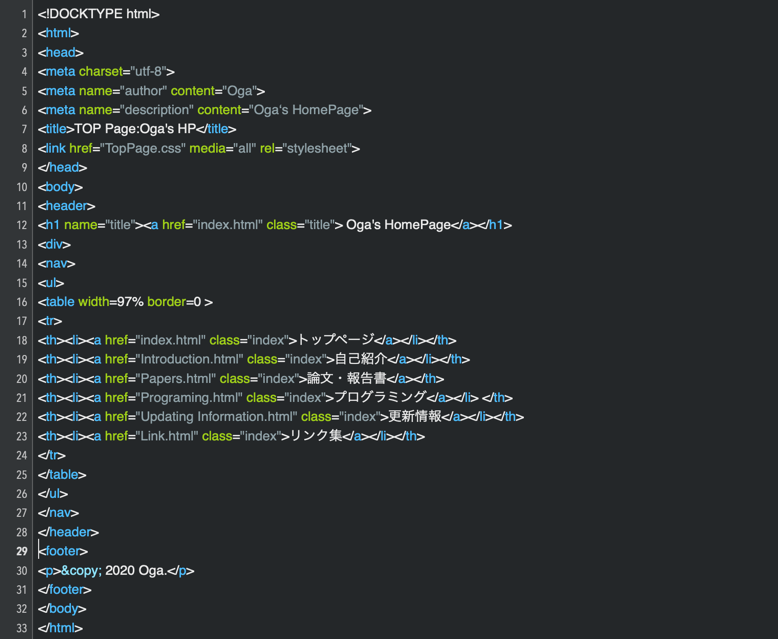 1 <!DOCKTYPE html>
2 <html>
3 <head>
4 <meta charset="utf-8">
5 <meta name="author" content="Oga">
6 <meta name="description" content="Oga's HomePage">
7 <title>TOP Page:Oga's HP</title>
8 <link href="TopPage.css" media="all" rel="stylesheet">
9 </head>
10 <body>
11 <header>
12 <h1 name="title"><a href="index.html" class="title"> Oga's HomePage</a></h1>
13 <div>
14 <nav>
15 <ul>
16 <table width=97% border=0 >
17 <tr>
18 <th><li><a href="index.html" class="index">トップページ</a></li></th>
19 <th><li><a href="Introduction.html" class="index">自己紹介</a></li></th>
20 <th><li><a href="Papers.html" class="index">論文・報告書</a></th>
21 <th><li><a href="Programing.html" class="index">プログラミング</a></li> </th>
22 <th><li><a href="Updating Information.html" class="index">更新情報</a></li></th>
23 <th><li><a href="Link.html" class="index">リンク集</a></li></th>
24 </tr>
25 </table>
26 </ul>
27 </nav>
28 </header>
29 <footer>
30 <p>&copy; 2020 Oga.</p>
31 </footer>
32 </body>
33 </html>